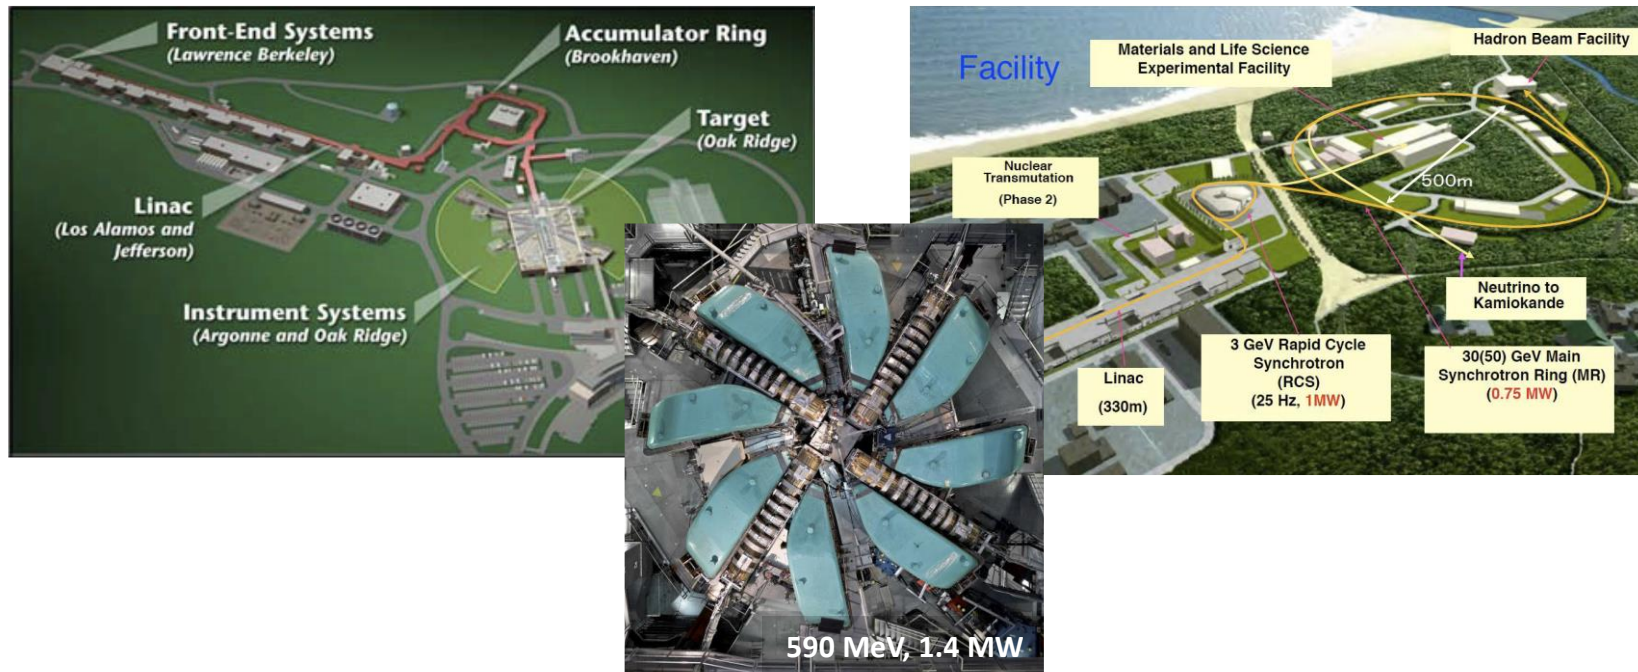 Front-End Systems
(Lawrence Berkeley)
Accumulator Ring
(Brookhaven)
Target
(Oak Ridge)
Linac
(Los Alamos and
Jefferson)
Instrument Systems
(Argonne and Oak Ridge)
590 MeV, 1.4 MW
Facility
Materials and Life Science
Experimental Facility
Hadron Beam Facility
Nuclear
Transmutation
(Phase 2)
500m
Neutrino to
Kamiokande
3 GeV Rapid Cycle
Synchrotron
(RCS)
(25 Hz, 1MW)
Linac
(330m)
30(50) GeV Main
Synchrotron Ring (MR)
(0.75 MW)